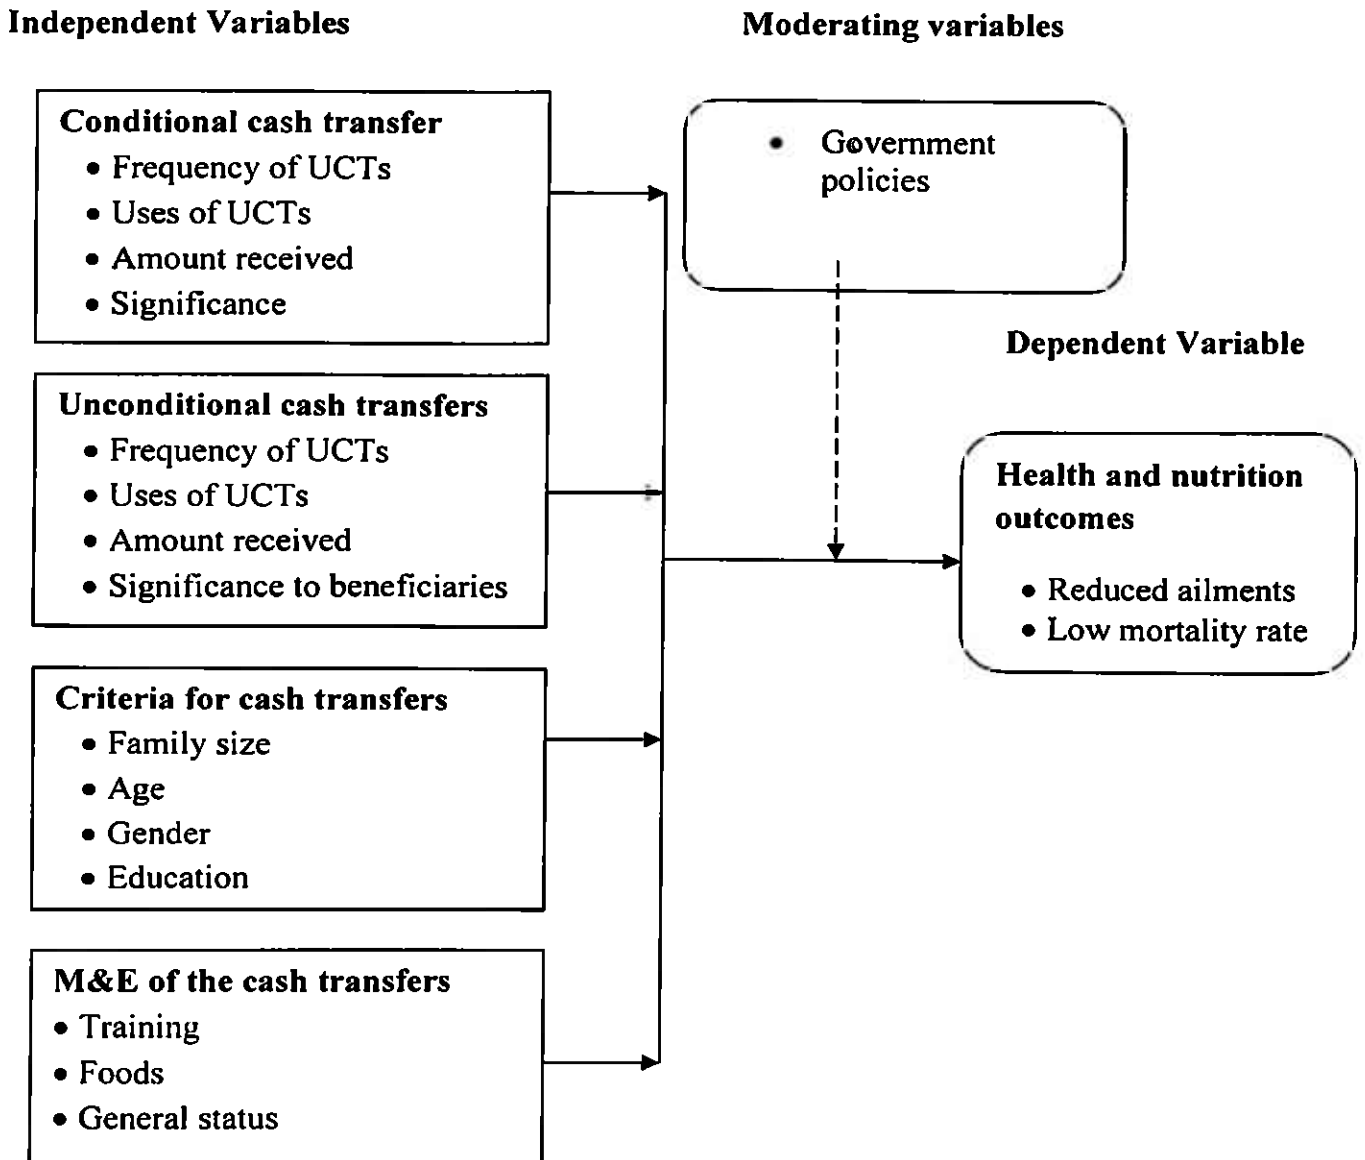 Independent Variables
Moderating variables
Conditional cash transfer
• Frequency of UCTs
• Uses of UCTs
• Amount received
• Significance
• Government
policies
Dependent Variable
Unconditional cash transfers
• Frequency of UCTs
• Uses of UCTs
• Amount received
• Significance to beneficiaries
Health and nutrition
outcomes
• Reduced ailments
• Low mortality rate
Criteria for cash transfers
• Family size
• Age
• Gender
• Education
M&E of the cash transfers
• Training
• Foods
• General status